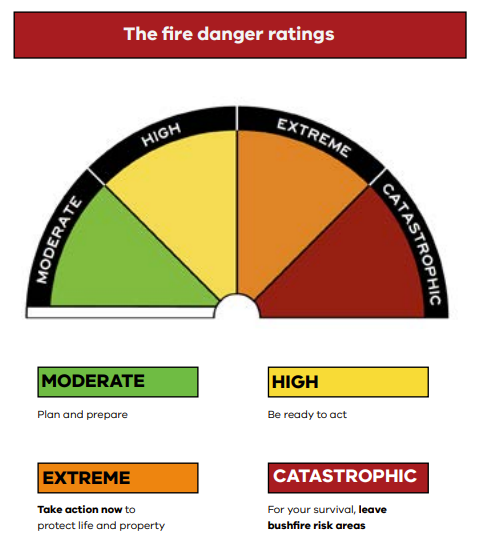 The fire danger ratings
MODERATE
HIGH
EXTREME
CATASTROPHIC
MODERATE
Plan and prepare
HIGH
Be ready to act
EXTREME
Take action now to
protect life and property
CATASTROPHIC
For your survival, leave
bushfire risk areas